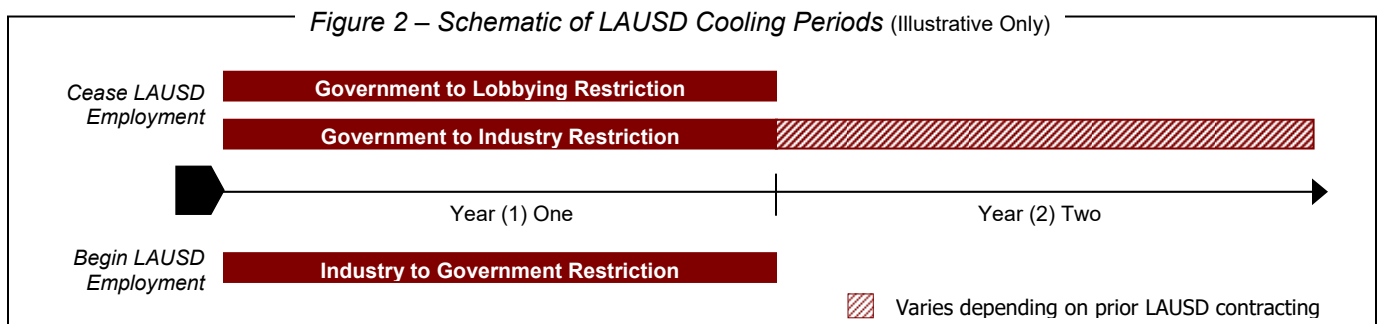 Figure 2 – Schematic of LAUSD Cooling Periods (Illustrative Only)
Cease LAUSD
Employment
Government to Lobbying Restriction
Government to Industry Restriction
Year (1) One
Year (2) Two
Begin LAUSD
Employment
Industry to Government Restriction
Varies depending on prior LAUSD contracting